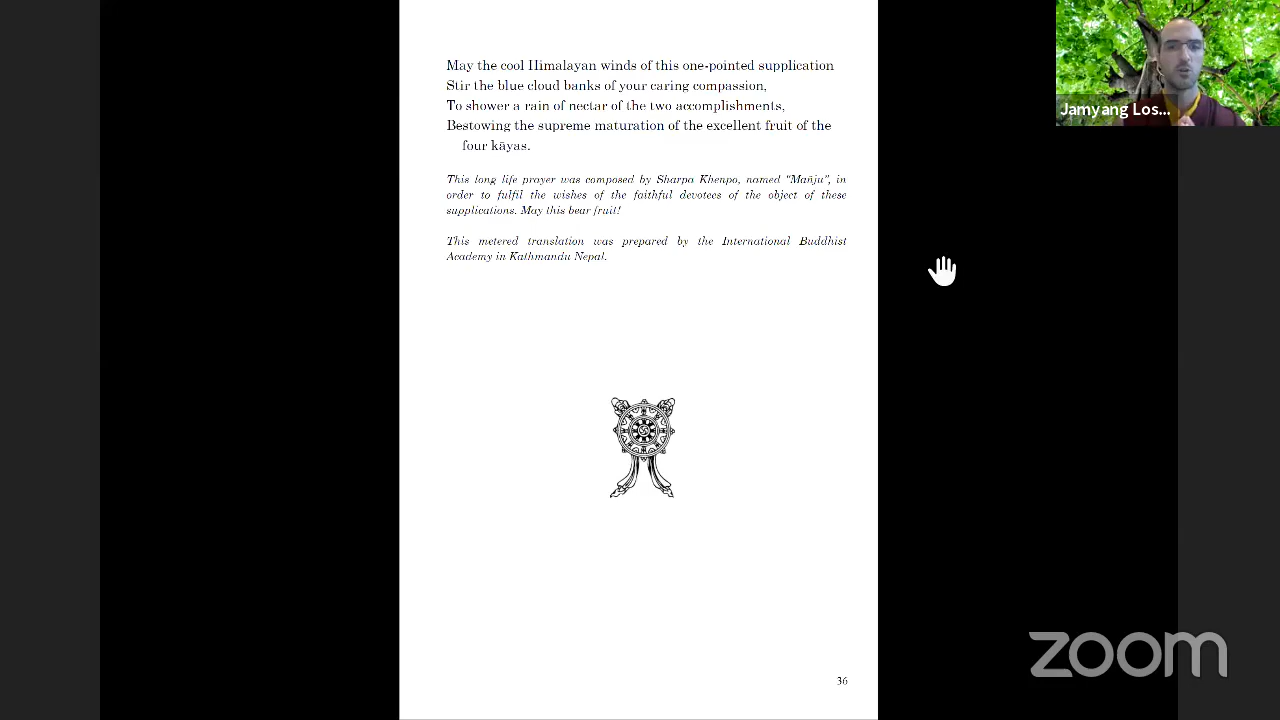 May the cool Himalayan winds of this one-pointed supplication
Stir the blue cloud banks of your caring compassion,
To shower a rain of nectar of the two accomplishments,
Bestowing the supreme maturation of the excellent fruit of the
four kāyas.
This long life prayer was composed by Sharpa Khenpo, named "Mañju", in
order to fulfil the wishes of the faithful devotees of the object of these
supplications. May this bear fruit!
This metered translation was prepared by the International Buddhist
Academy in Kathmandu Nepal.
36
Jamyang Los...
zoom